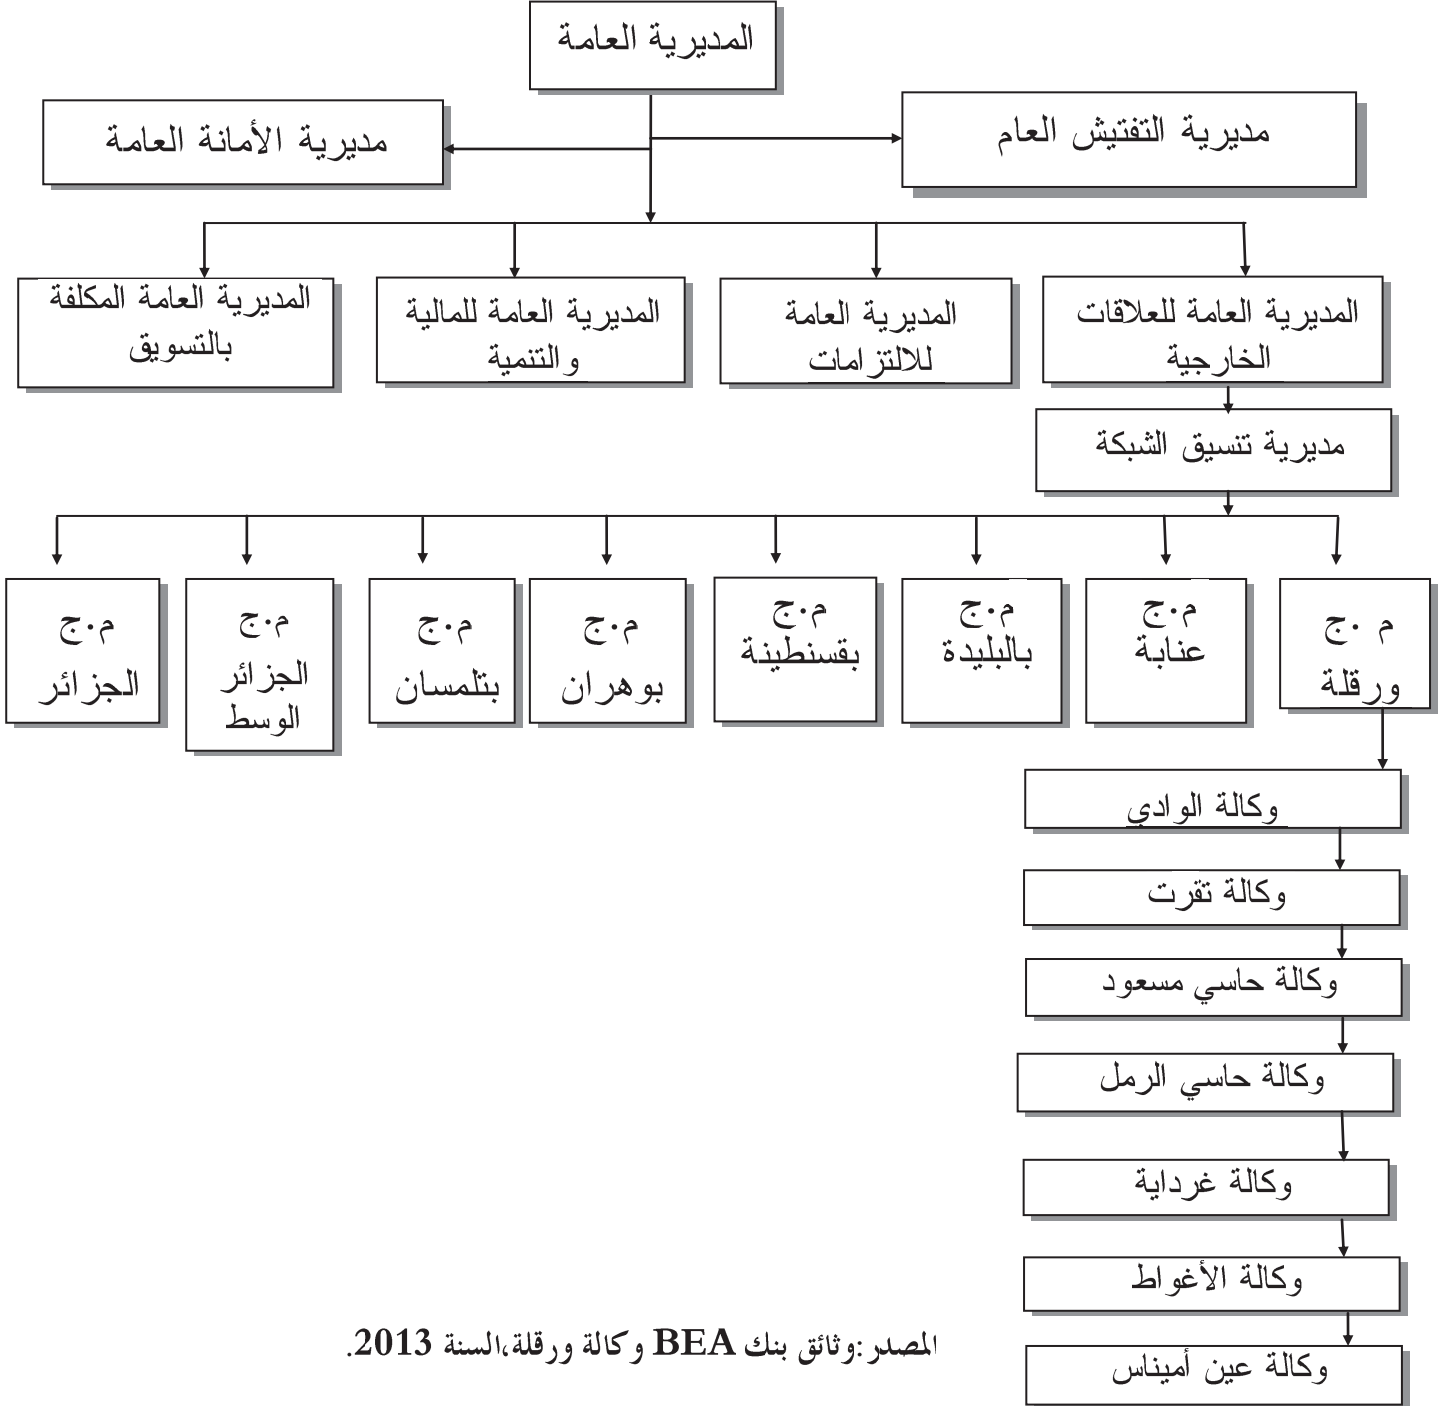 المديرية العامة
مديرية التفتيش العام
مديرية الأمانة العامة
المديرية العامة للعلاقات
الخارجية
المديرية العامة
للالتزامات
المديرية العامة للمالية
والتنمية
المديرية العامة المكلفة
بالتسويق
مديرية تنسيق الشبكة
م .ج
ورقلة
م.ج
عنابة
م.ج
بالبليدة
م.ج
بقسنطينة
م.ج
بوهران
م.ج
بتلمسان
م.ج
الجزائر
الوسط
م.ج
الجزائر
وكالة الوادي
وكالة تقرت
وكالة حاسي مسعود
وكالة حاسي الرمل
وكالة غرداية
وكالة الأغواط
وكالة عين أميناس
المصدر:وثائق بنك BEA وكالة ورقلة،السنة 2013.